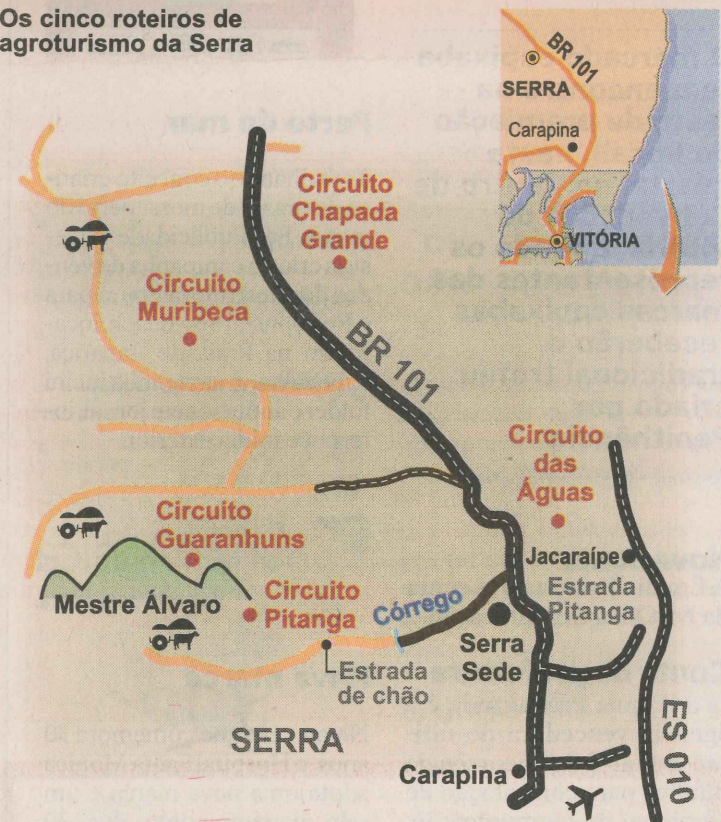 Os cinco roteiros de
agroturismo da Serra
BR 101
SERRA
Carapina
VITÓRIA
Circuito
Chapada
Grande
Circuito
Muribeca
BR 101
Circuito
das
Águas
Circuito
Guaranhuns
Jacaraípe
Mestre Álvaro
Circuito
Pitanga
Córrego
Estrada
Pitanga
Serra
Sede
Estrada
de chão
SERRA
ES 010
Carapina